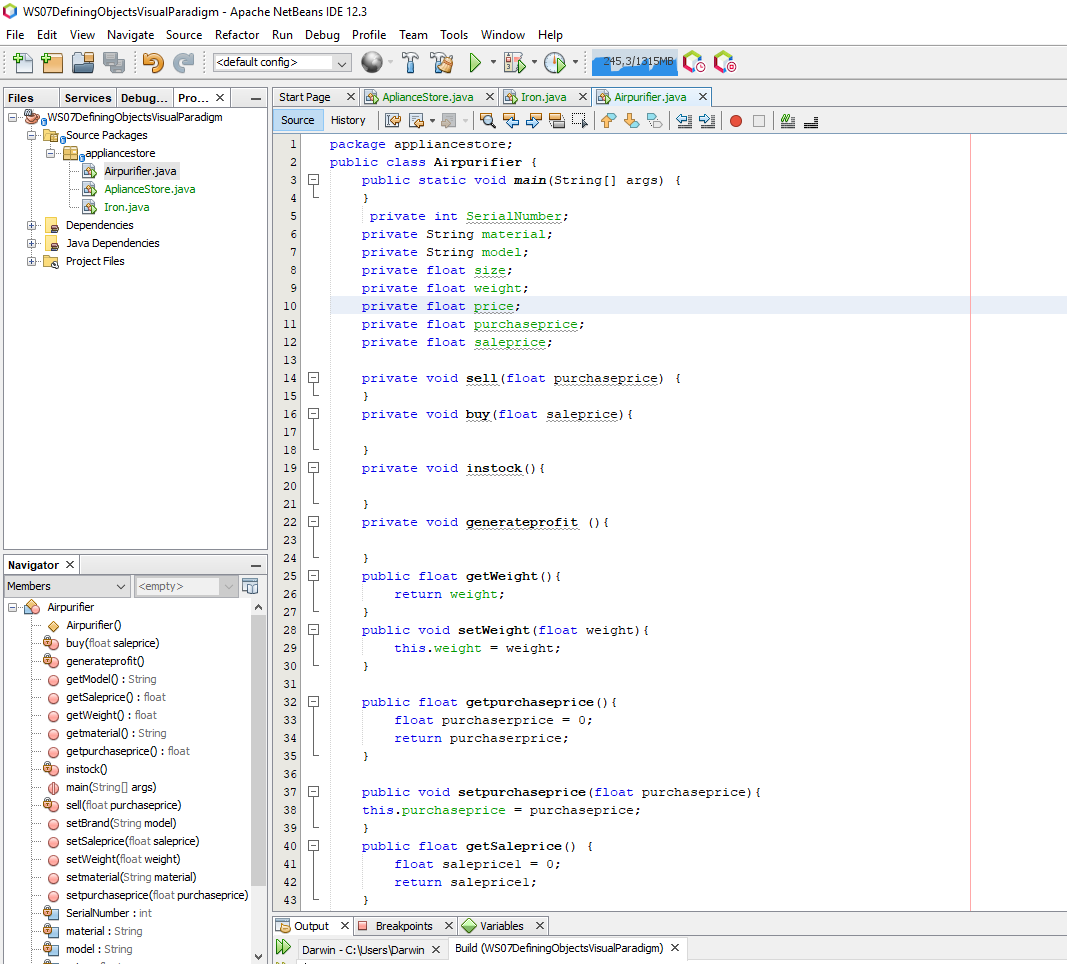 WS07DefiningObjectsVisualParadigm - Apache NetBeans IDE 12.3
File Edit View Navigate Source Refactor Run Debug Profile Team Tools Window Help
<default config> 245,3/1315MB
Files Services Debug... Pro...
WS07DefiningObjectsVisualParadigm
Source Packages
appliancestore
Airpurifier.java
AplianceStore.java
Iron.java
Dependencies
Java Dependencies
Project Files
Navigator
Members <empty>
Airpurifier
Airpurifier()
buy(float saleprice)
generateprofit()
getModel() : String
getSaleprice() : float
getWeight() : float
getmaterial() : String
getpurchaseprice() : float
instock()
main(String[] args)
sell(float purchaseprice)
setBrand(String model)
setSaleprice(float saleprice)
setWeight(float weight)
setmaterial(String material)
setpurchaseprice(float purchaseprice)
SerialNumber : int
material : String
model : String
Start Page AplianceStore.java Iron.java Airpurifier.java
Source History
1 package appliancestore;
2 public class Airpurifier {
3 public static void main(String[] args) {
4 }
5 private int SerialNumber;
6 private String material;
7 private String model;
8 private float size;
9 private float weight;
10 private float price;
11 private float purchaseprice;
12 private float saleprice;
13
14 private void sell(float purchaseprice) {
15 }
16 private void buy(float saleprice){
17
18 }
19 private void instock(){
20
21 }
22 private void generateprofit (){
23
24 }
25 public float getWeight(){
26 return weight;
27 }
28 public void setWeight(float weight){
29 this.weight = weight;
30 }
31
32 public float getpurchaseprice(){
33 float purchaserprice = 0;
34 return purchaserprice;
35 }
36
37 public void setpurchaseprice(float purchaseprice){
38 this.purchaseprice = purchaseprice;
39 }
40 public float getSaleprice() {
41 float saleprice1 = 0;
42 return saleprice1;
43 }
Output Breakpoints Variables
Darwin - C:\Users\Darwin Build (WS07DefiningObjectsVisualParadigm)